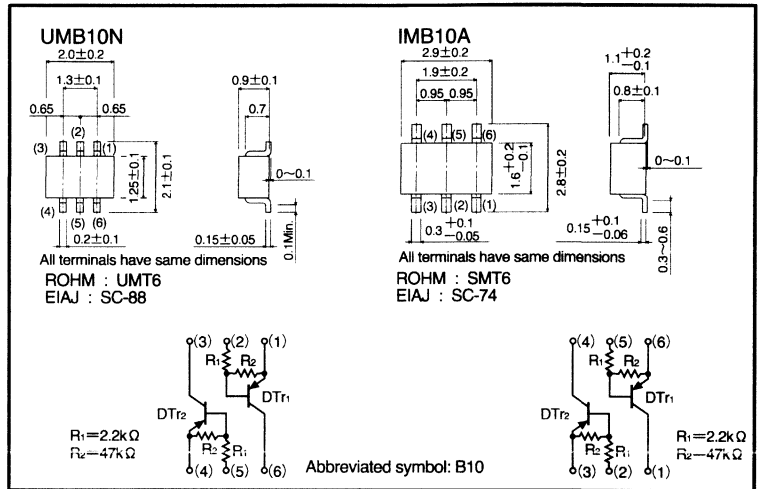 UMB10N
2.0±0.2
1.3±0.1
0.65 0.65
(2)
(3) (1)
(4) (5) (6)
1.25±0.1
2.1±0.1
0.2±0.1
0.9±0.1
0.7
0~0.1
0.15±0.05
0.1Min.
All terminals have same dimensions
ROHM : UMT6
EIAJ : SC-88
IMB10A
2.9±0.2
1.9±0.2
0.95 0.95
(4) (5) (6)
(3) (2) (1)
1.6+0.2−0.1
2.8±0.2
0.3+0.1−0.05
1.1+0.2−0.1
0.8±0.1
0~0.1
0.15+0.1−0.06
0.3~0.6
All terminals have same dimensions
ROHM : SMT6
EIAJ : SC-74
(3) (2) (1)
R1 R2
DTr1
DTr2
R2 R1
(4) (5) (6)
R1=2.2kΩ
R2=47kΩ
Abbreviated symbol: B10
(4) (5) (6)
R1 R2
DTr1
DTr2
R2 R1
(3) (2) (1)
R1=2.2kΩ
R2=47kΩ